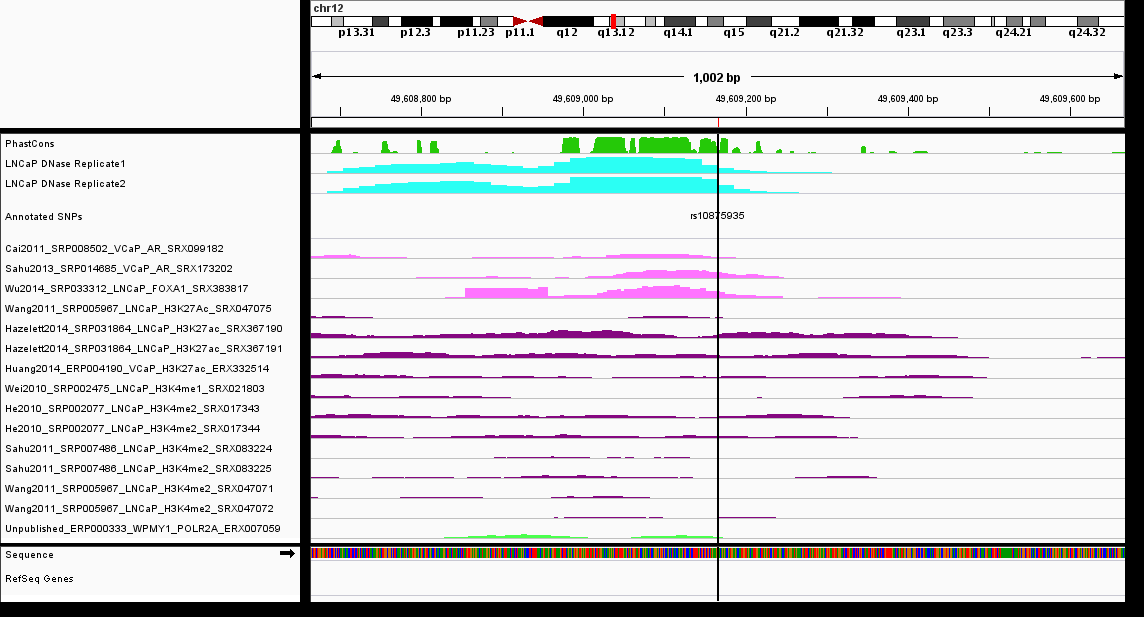 chr12
p13.31 p12.3 p11.23 p11.1 q12 q13.12 q14.1 q15 q21.2 q21.32 q23.1 q23.3 q24.21 q24.32
1,002 bp
49,608,800 bp 49,609,000 bp 49,609,200 bp 49,609,400 bp 49,609,600 bp
PhastCons
LNCaP DNase Replicate1
LNCaP DNase Replicate2
Annotated SNPs rs10875935
Cai2011_SRP008502_VCaP_AR_SRX099182
Sahu2013_SRP014685_VCaP_AR_SRX173202
Wu2014_SRP033312_LNCaP_FOXA1_SRX383817
Wang2011_SRP005967_LNCaP_H3K27Ac_SRX047075
Hazelett2014_SRP031864_LNCaP_H3K27ac_SRX367190
Hazelett2014_SRP031864_LNCaP_H3K27ac_SRX367191
Huang2014_ERP004190_VCaP_H3K27ac_ERX332514
Wei2010_SRP002475_LNCaP_H3K4me1_SRX021803
He2010_SRP002077_LNCaP_H3K4me2_SRX017343
He2010_SRP002077_LNCaP_H3K4me2_SRX017344
Sahu2011_SRP007486_LNCaP_H3K4me2_SRX083224
Sahu2011_SRP007486_LNCaP_H3K4me2_SRX083225
Wang2011_SRP005967_LNCaP_H3K4me2_SRX047071
Wang2011_SRP005967_LNCaP_H3K4me2_SRX047072
Unpublished_ERP000333_WPMY1_POLR2A_ERX007059
Sequence
RefSeq Genes